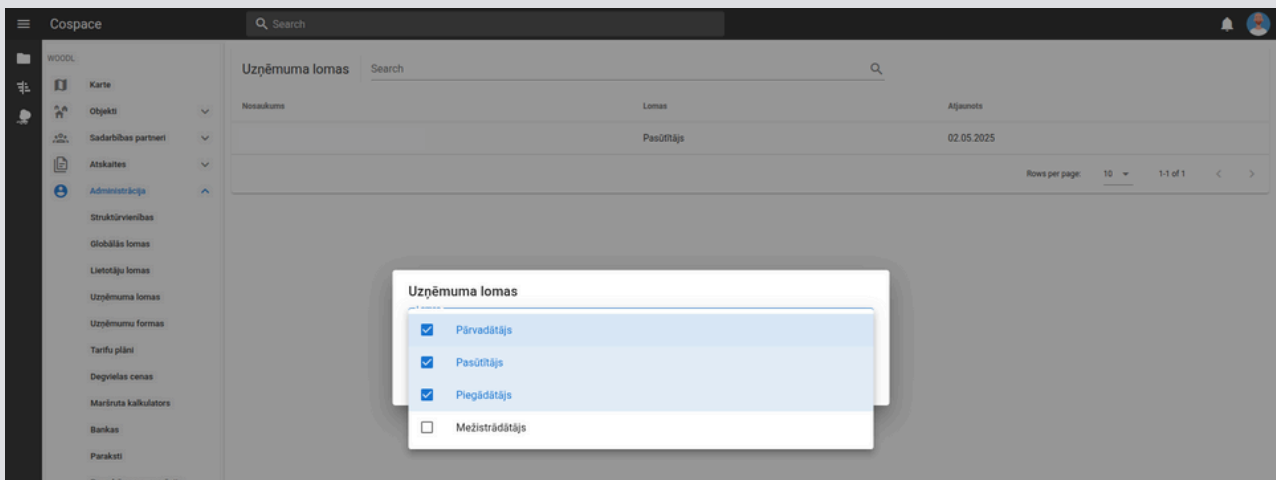 Cospace
Search
WOODL
Karte
Objekti
Sadarbības partneri
Atskaites
Administrācija
Struktūrvienības
Globālās lomas
Lietotāju lomas
Uzņēmuma lomas
Uzņēmumu formas
Tarifu plāni
Degvielas cenas
Maršruta kalkulators
Bankas
Paraksti
Uzņēmuma lomas Search
Nosaukums Lomas Atjaunots
Pasūtītājs 02.05.2025
Rows per page: 10 1-1 of 1
Uzņēmuma lomas
Pārvadātājs
Pasūtītājs
Piegādātājs
Mežistrādātājs